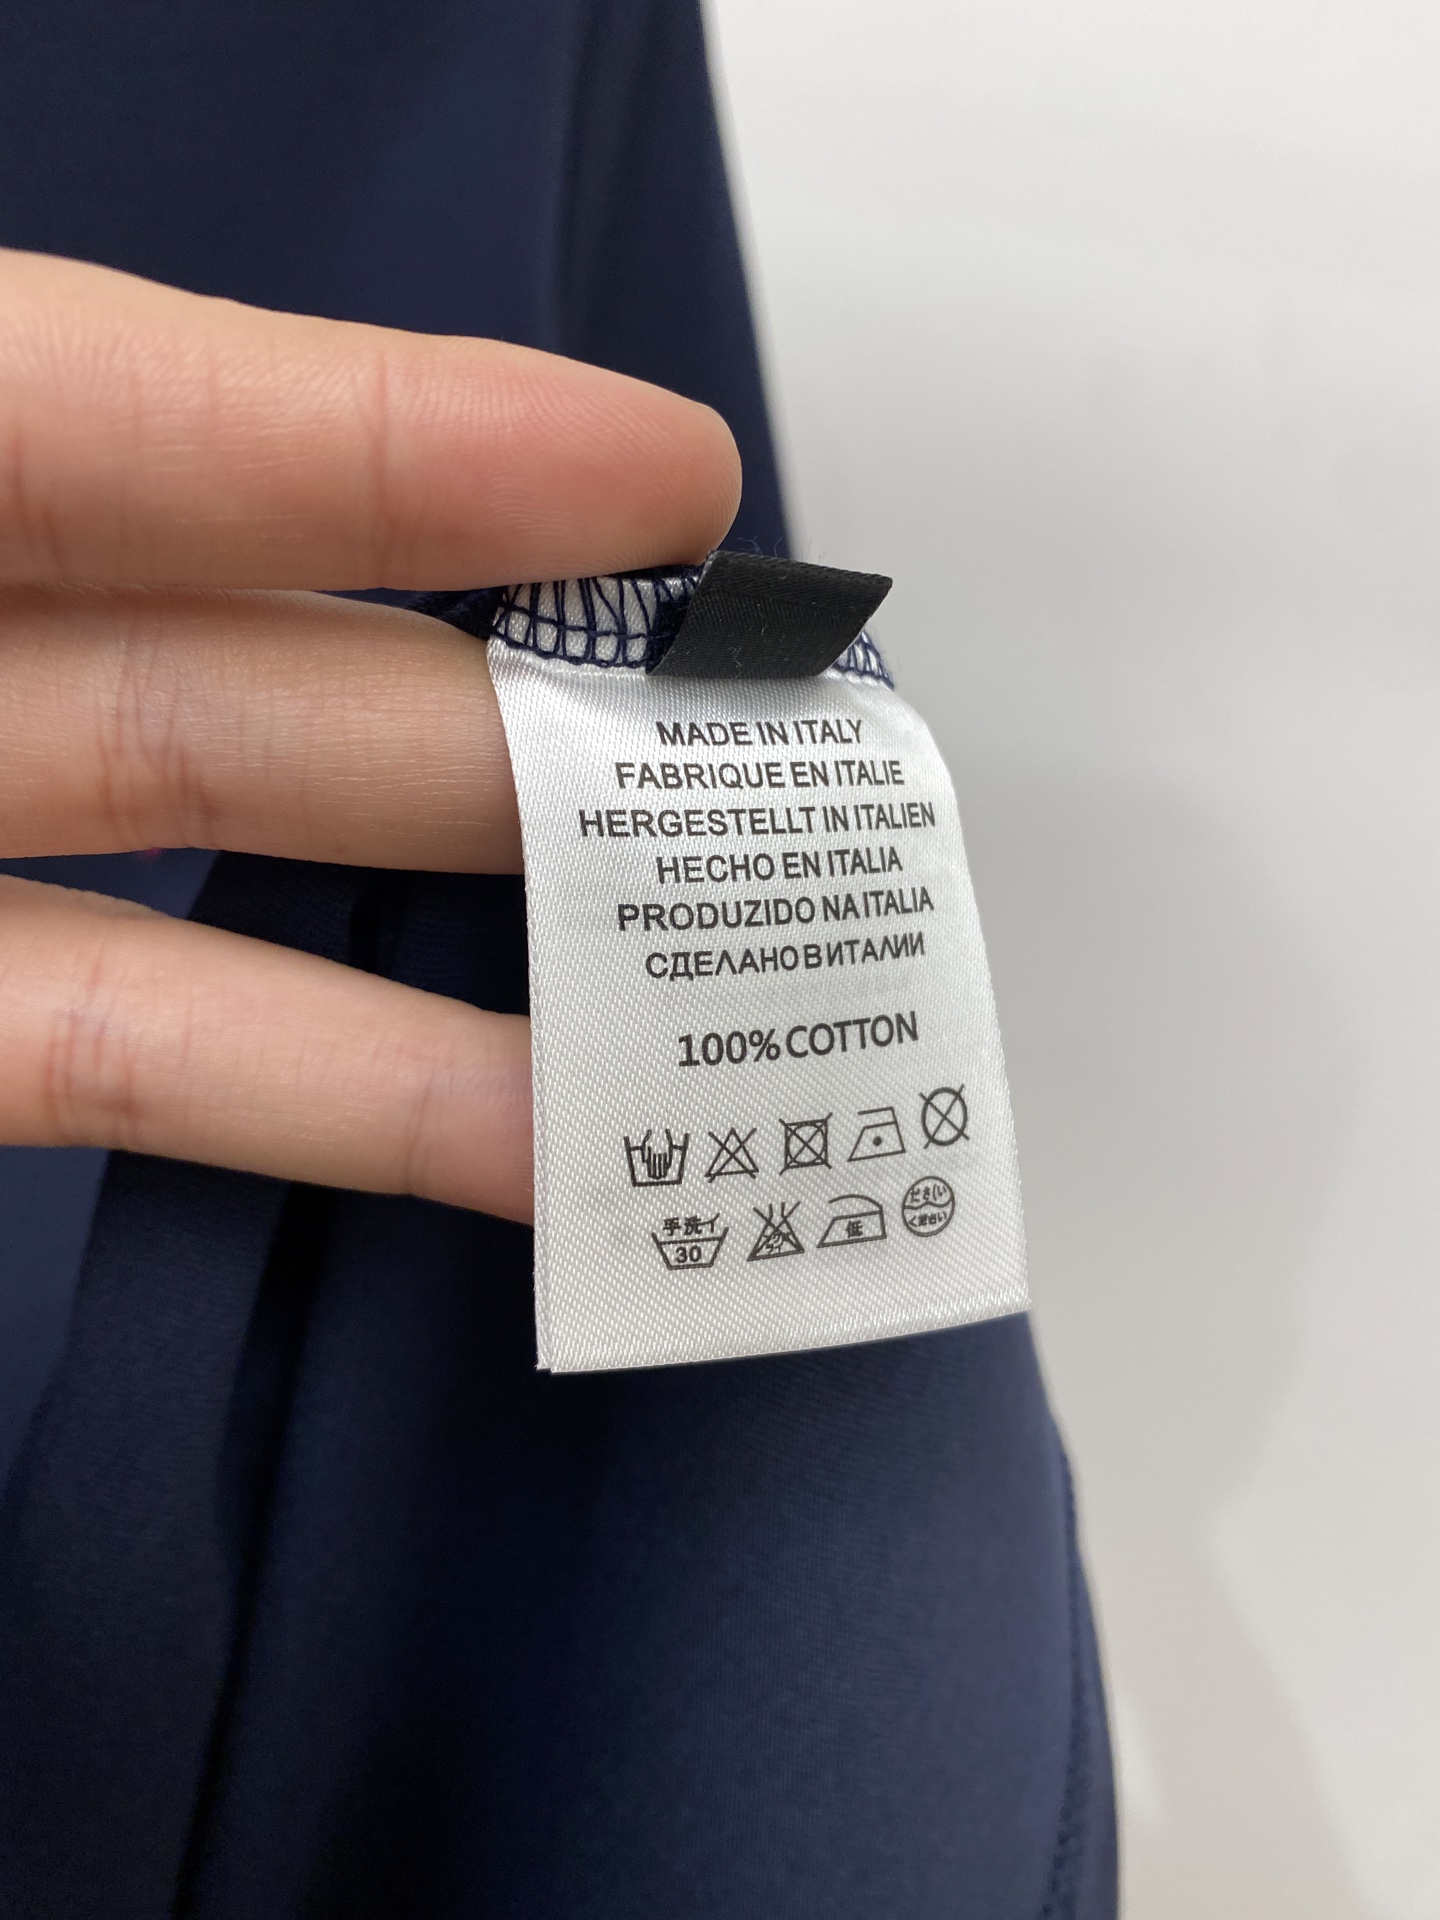 MADE IN ITALY
FABRIQUE EN ITALIE
HERGESTELLT IN ITALIEN
HECHO EN ITALIA
PRODUZIDO NA ITALIA
СДЕЛАНО В ИТАЛИИ
100% COTTON
手洗イ
30
低